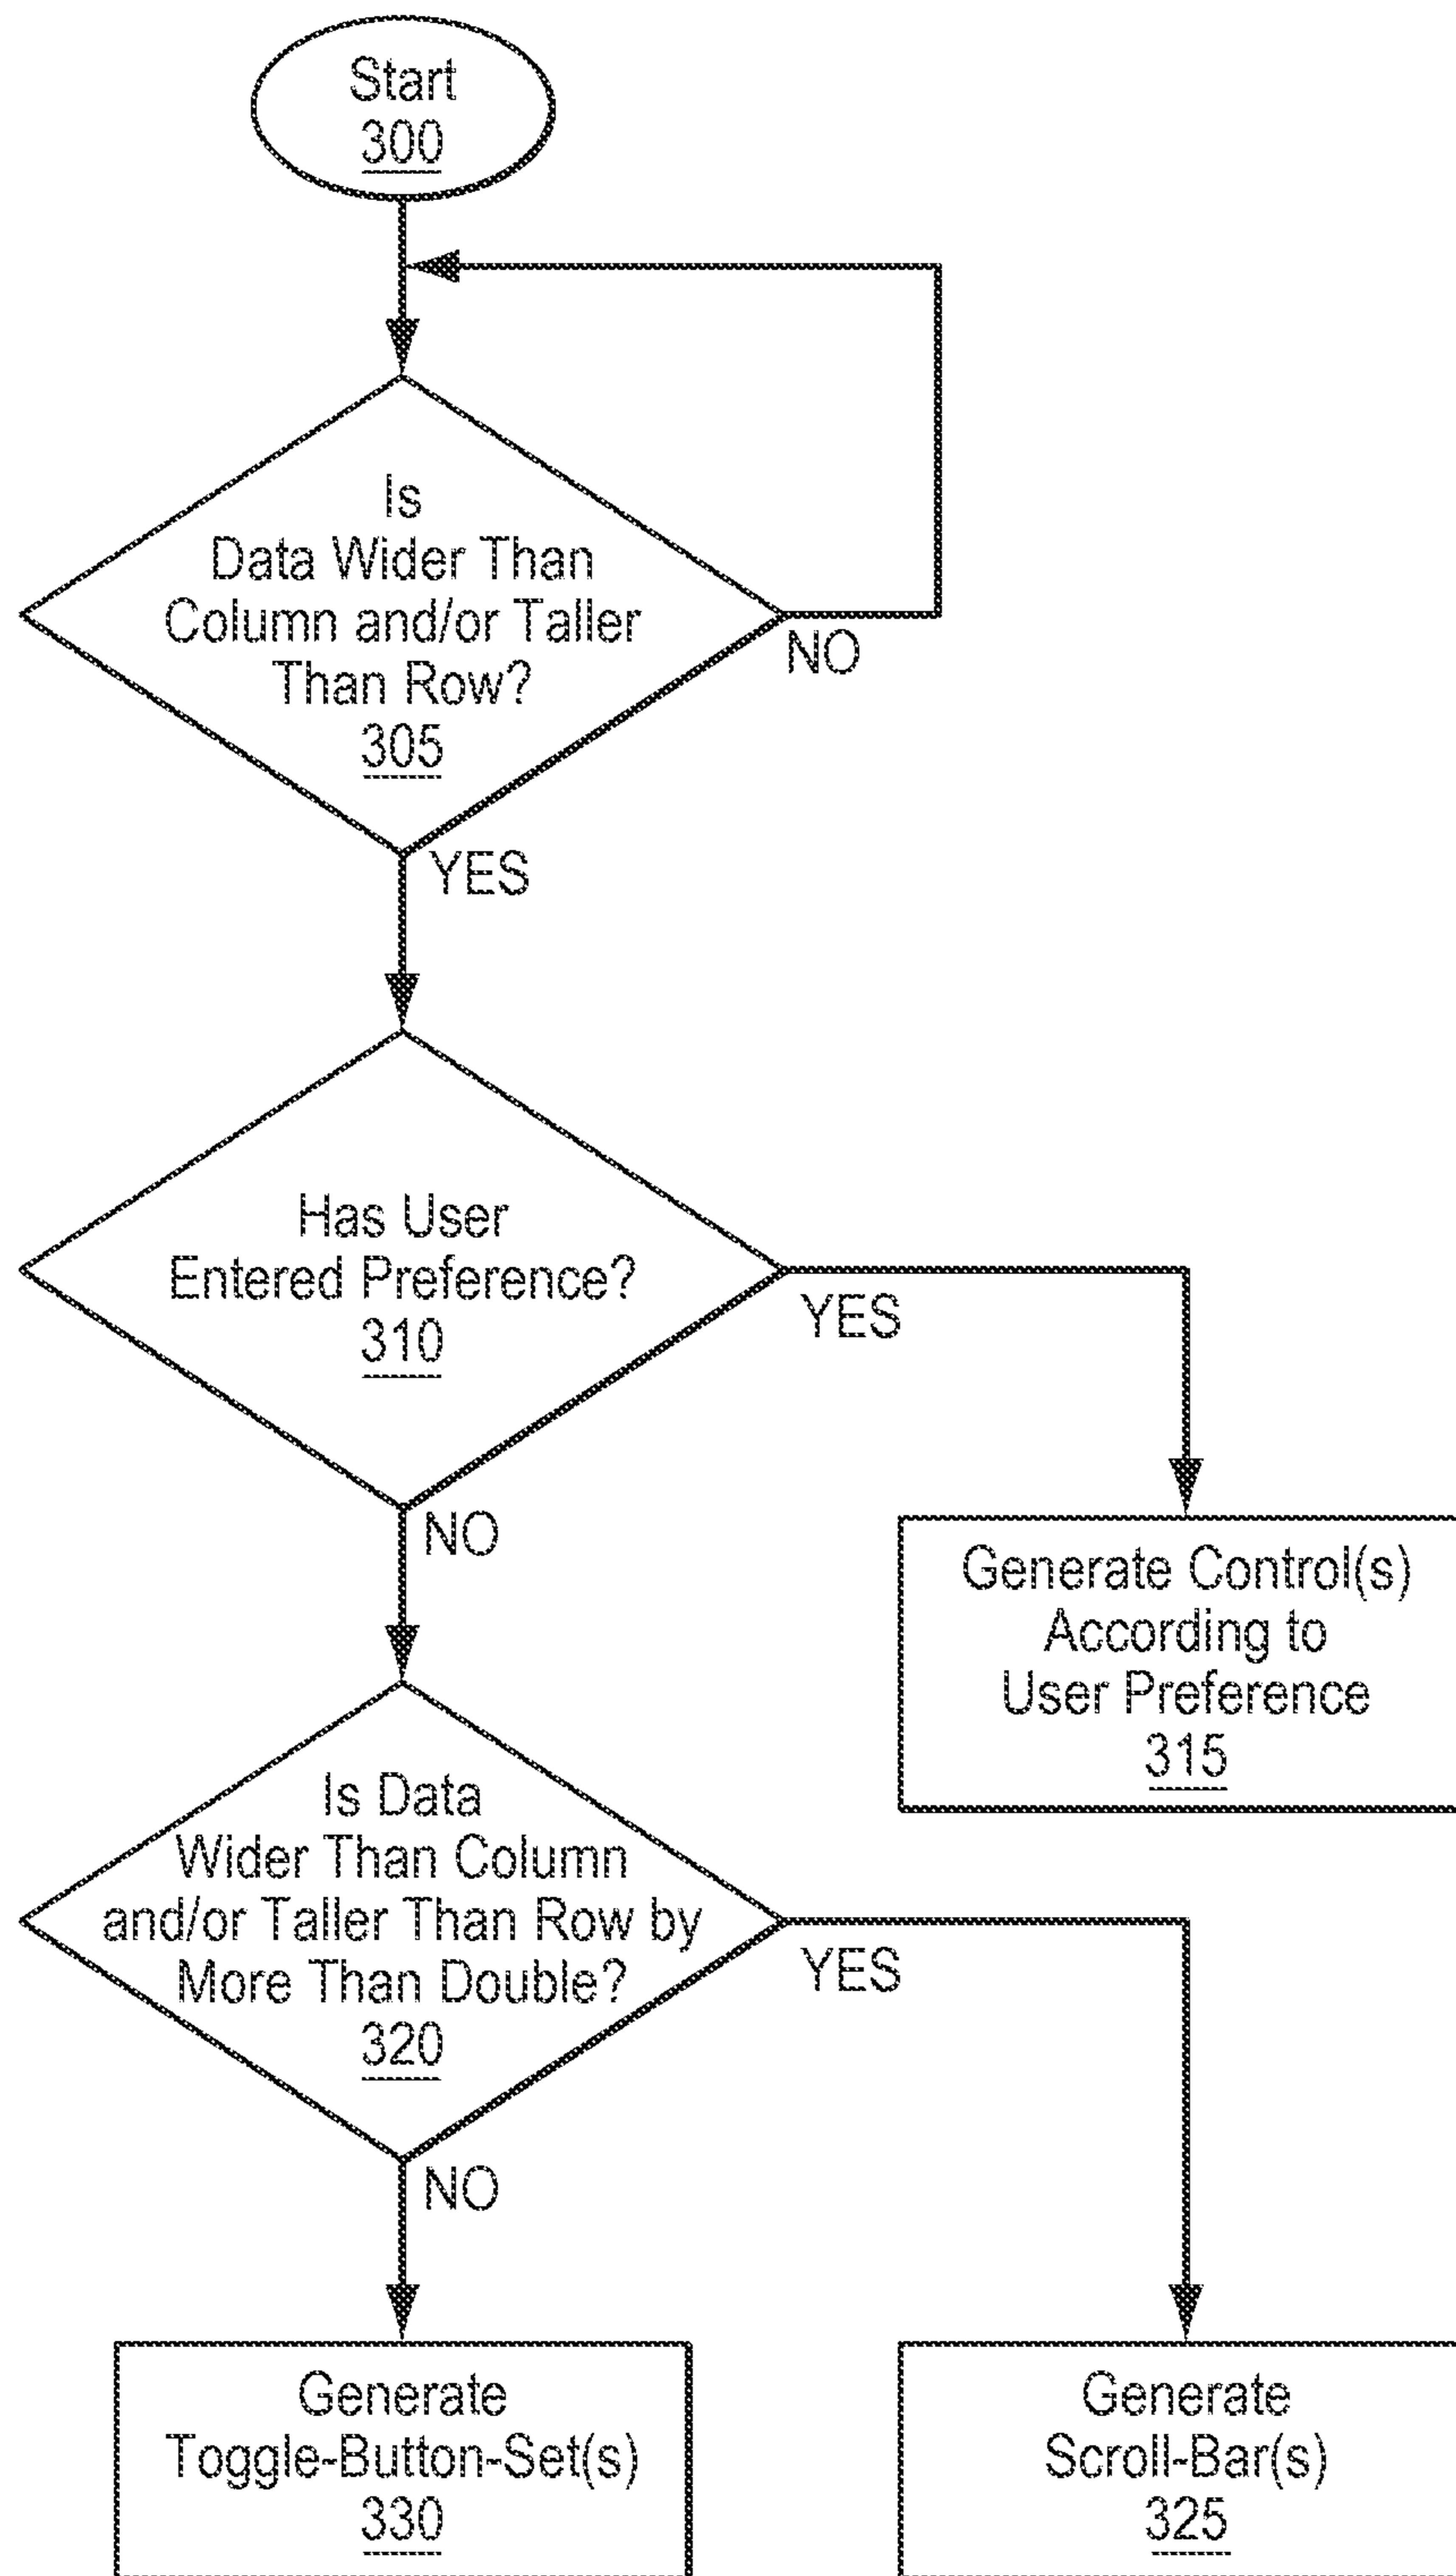 Start
300
Is
Data Wider Than
Column and/or Taller
Than Row?
305
NO
YES
Has User
Entered Preference?
310
YES
NO
Generate Control(s)
According to
User Preference
315
Is Data
Wider Than Column
and/or Taller Than Row by
More Than Double?
320
YES
NO
Generate
Toggle-Button-Set(s)
330
Generate
Scroll-Bar(s)
325